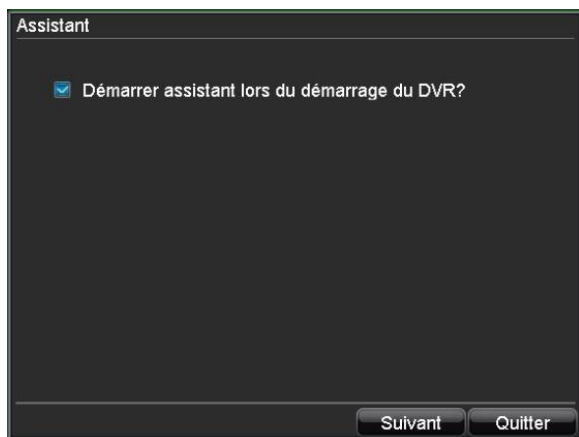 Assistant
Démarrer assistant lors du démarrage du DVR?
Suivant Quitter